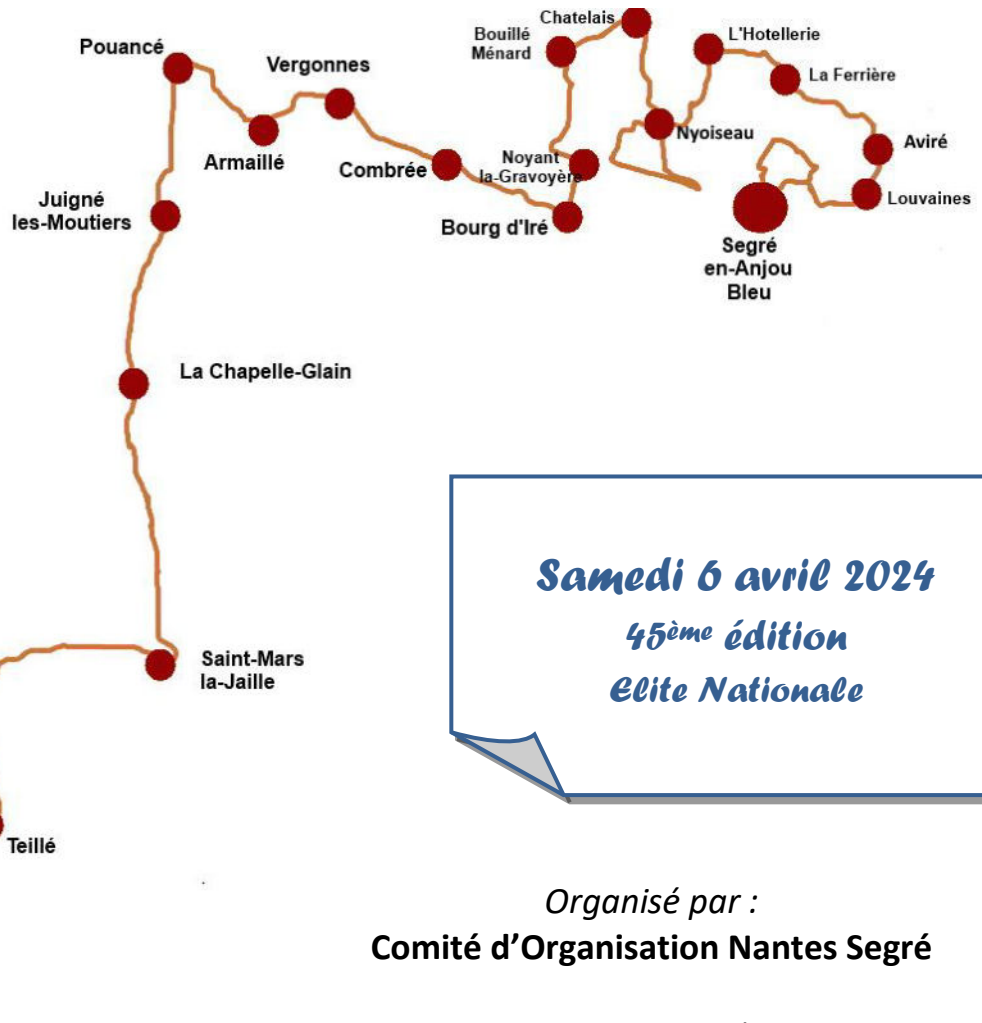 Chatelais
Bouillé
Ménard
L'Hotellerie
Pouancé
Vergonnes
La Ferrière
Nyoiseau
Aviré
Armaillé
Combrée
Noyant
la-Gravoyère
Juigné
les-Moutiers
Louvaines
Bourg d'Iré
Segré
en-Anjou
Bleu
La Chapelle-Glain
Samedi 6 avril 2024
45ème édition
Elite Nationale
Saint-Mars
la-Jaille
Teillé
Organisé par :
Comité d’Organisation Nantes Segré